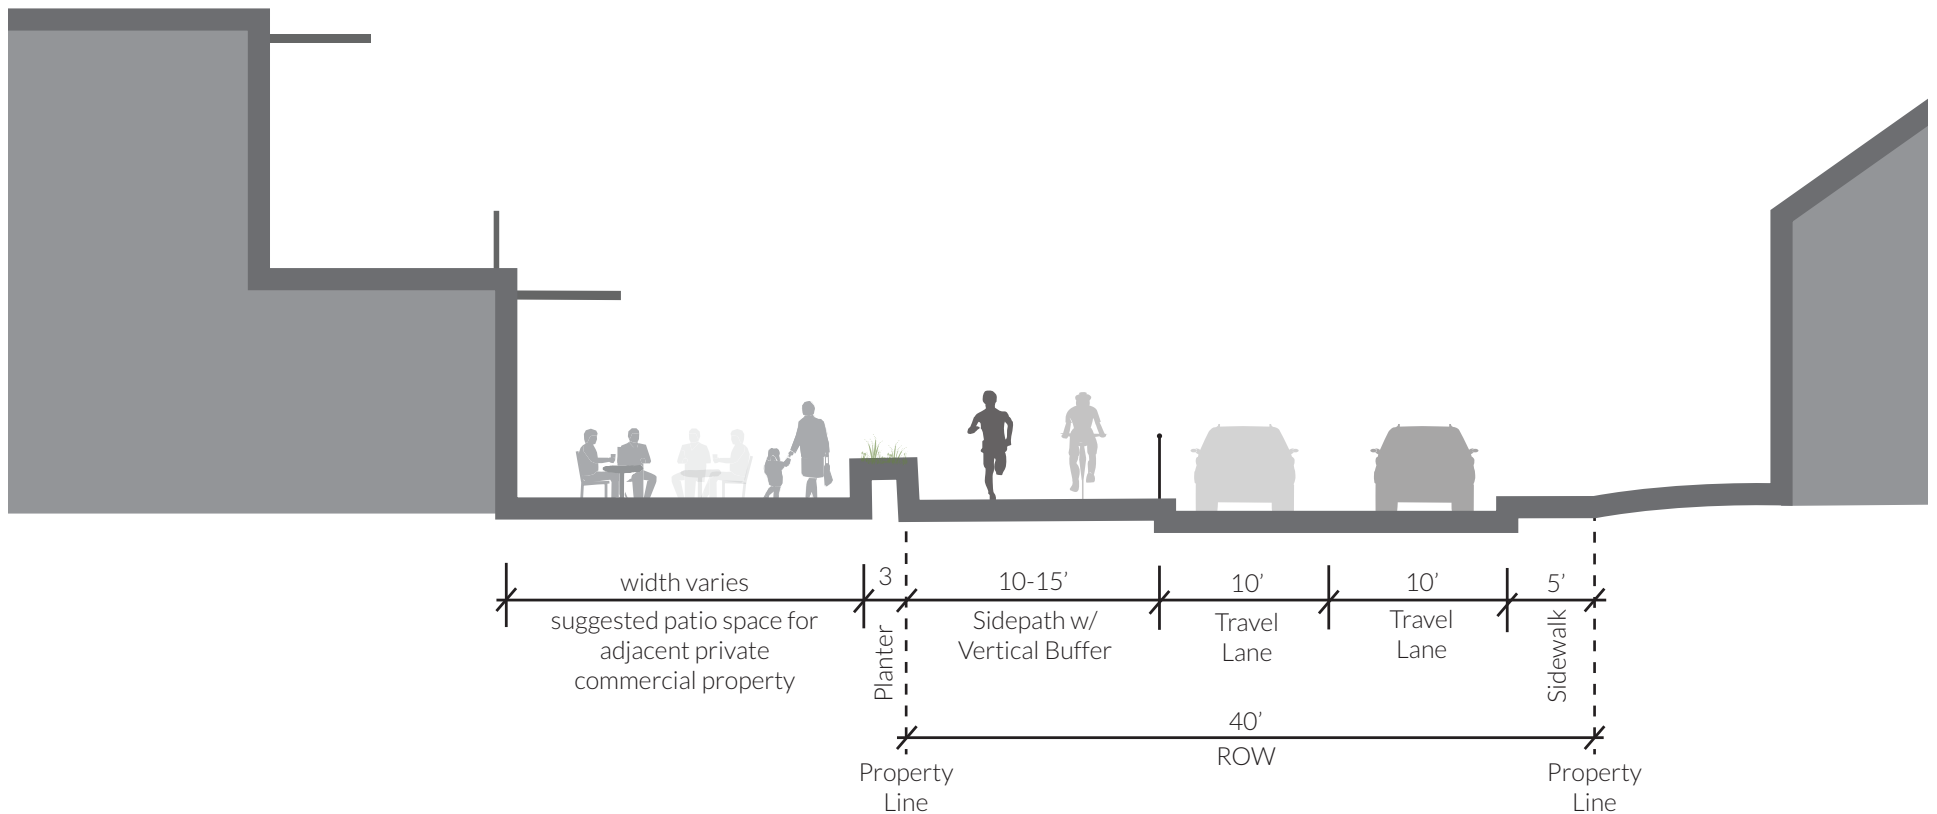 width varies
suggested patio space for
adjacent private
commercial property
3
Planter
10-15’
Sidepath w/
Vertical Buffer
10’
Travel
Lane
10’
Travel
Lane
5’
Sidewalk
40’
ROW
Property
Line
Property
Line